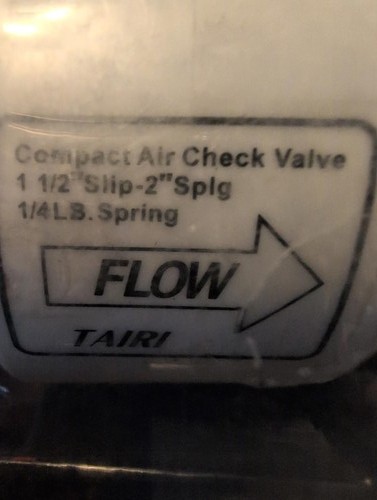 Compact Air Check Valve
1 1/2"Slip-2"Splg
1/4LB.Spring
FLOW
TAIRI